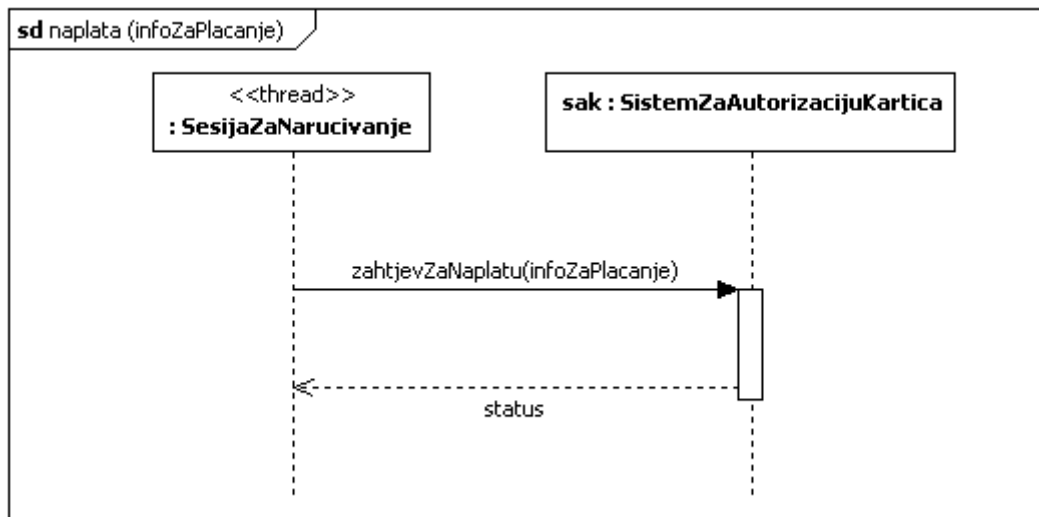 sd naplata (infoZaPlacanje)
<<thread>>
: SesijaZaNarucivanje
sak : SistemZaAutorizacijuKartica
zahtjevZaNaplatu(infoZaPlacanje)
status